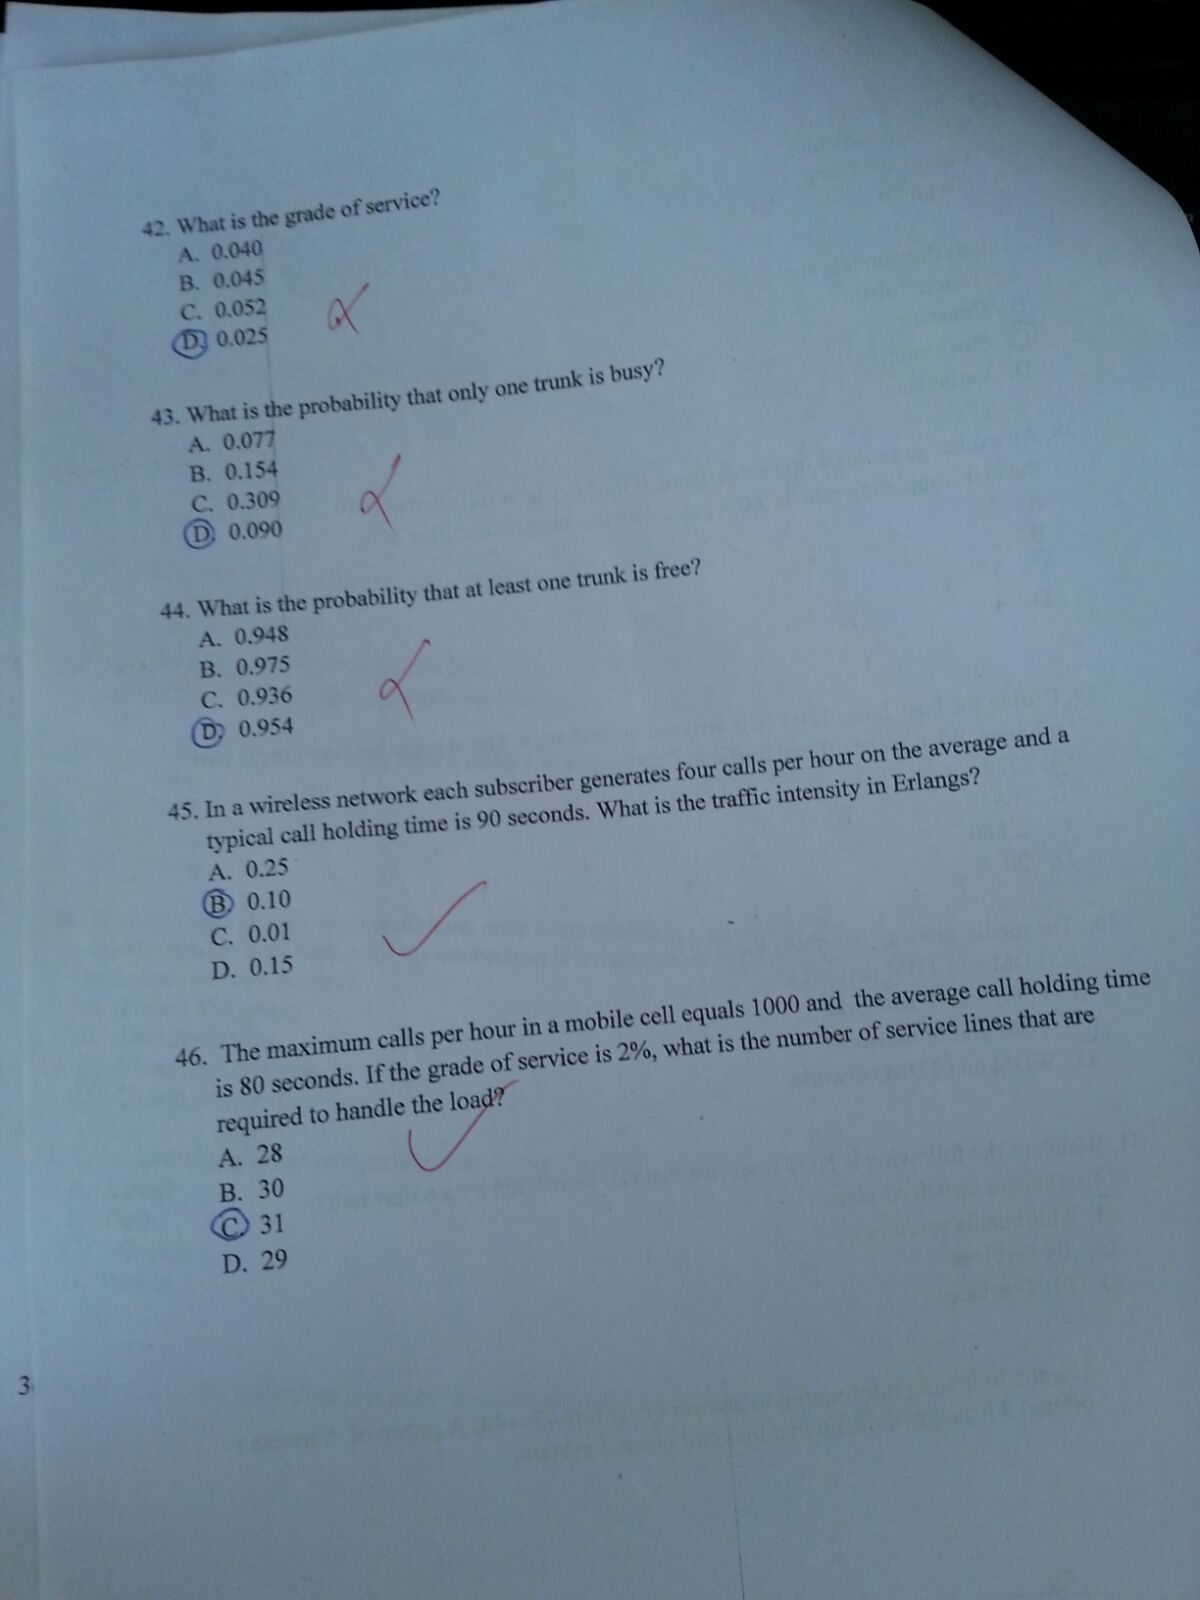 42. What is the grade of service?
A. 0.040
B. 0.045
C. 0.052
D. 0.025
43. What is the probability that only one trunk is busy?
A. 0.077
B. 0.154
C. 0.309
D. 0.090
44. What is the probability that at least one trunk is free?
A. 0.948
B. 0.975
C. 0.936
D. 0.954
45. In a wireless network each subscriber generates four calls per hour on the average and a
typical call holding time is 90 seconds. What is the traffic intensity in Erlangs?
A. 0.25
B. 0.10
C. 0.01
D. 0.15
46. The maximum calls per hour in a mobile cell equals 1000 and the average call holding time
is 80 seconds. If the grade of service is 2%, what is the number of service lines that are
required to handle the load?
A. 28
B. 30
C. 31
D. 29
3